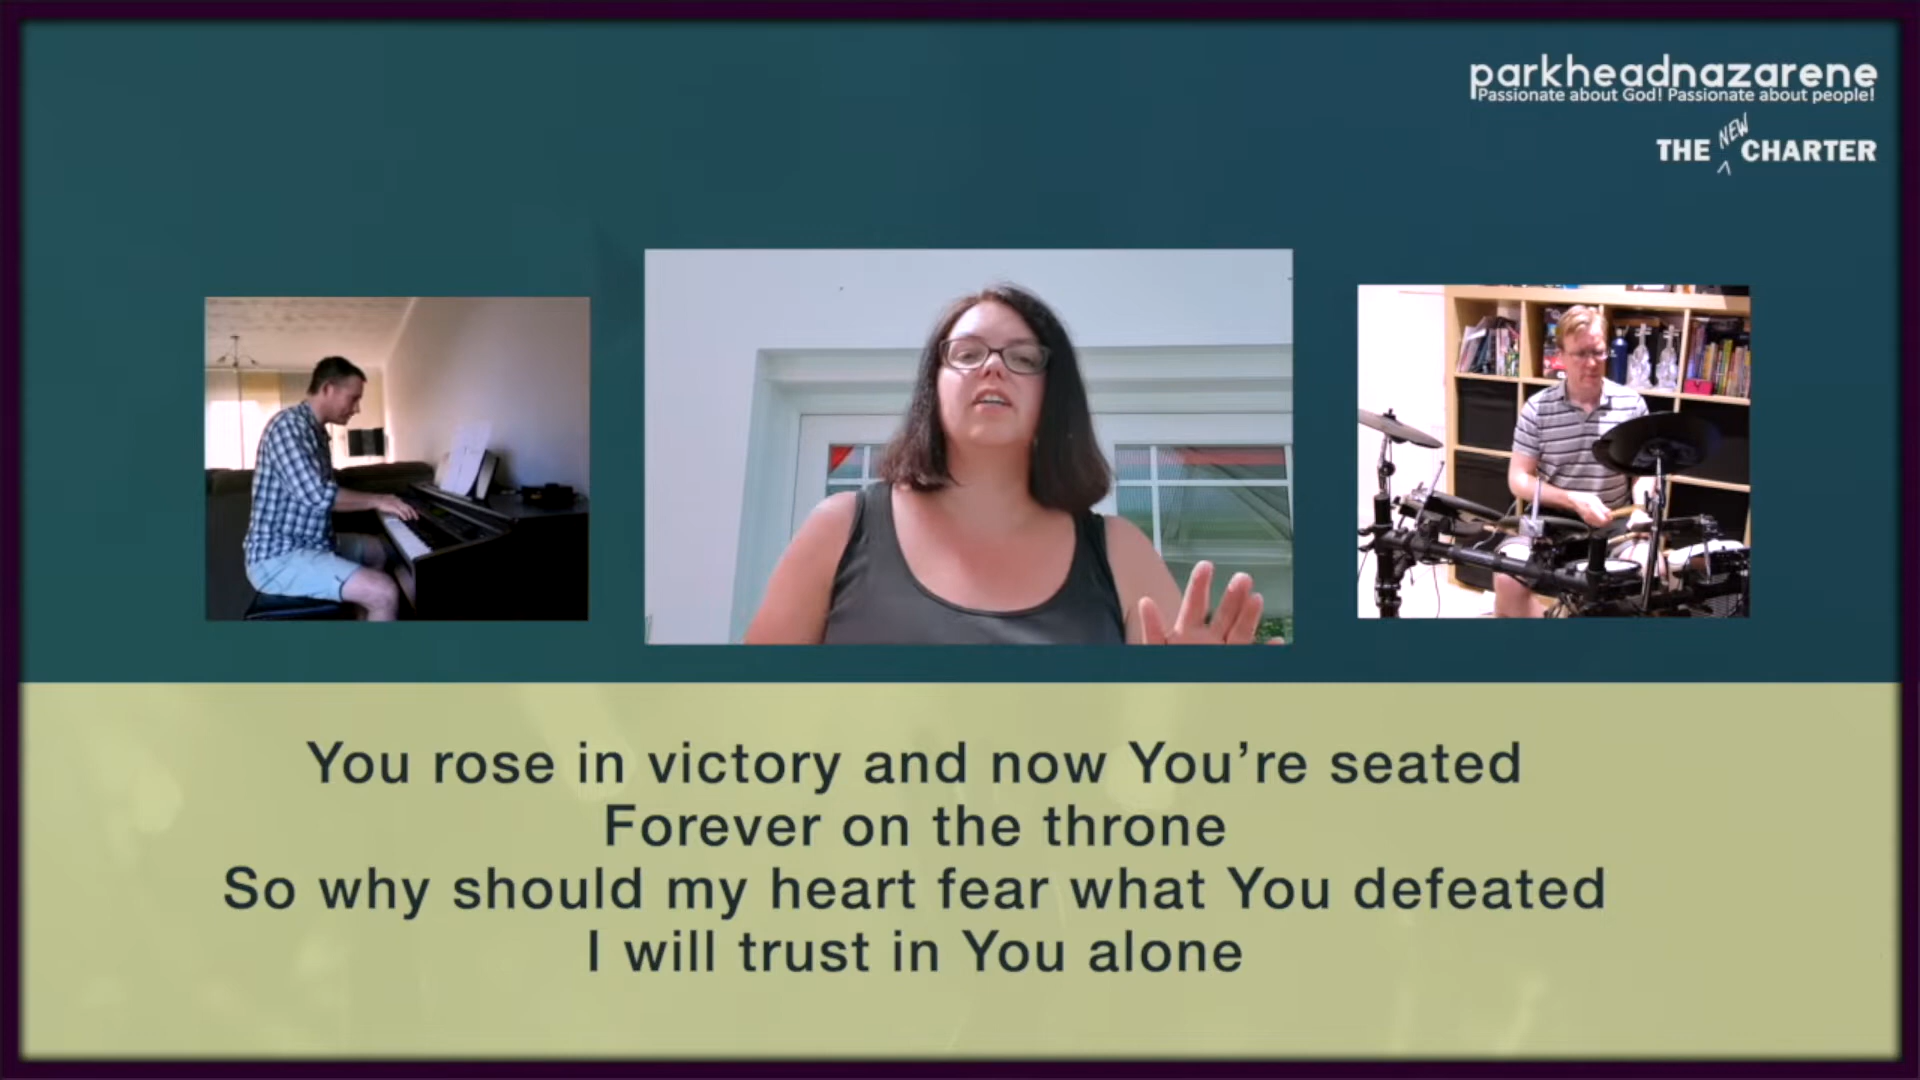 parkheadnazarene
Passionate about God! Passionate about people!
THE NEW CHARTER
You rose in victory and now You’re seated
Forever on the throne
So why should my heart fear what You defeated
I will trust in You alone